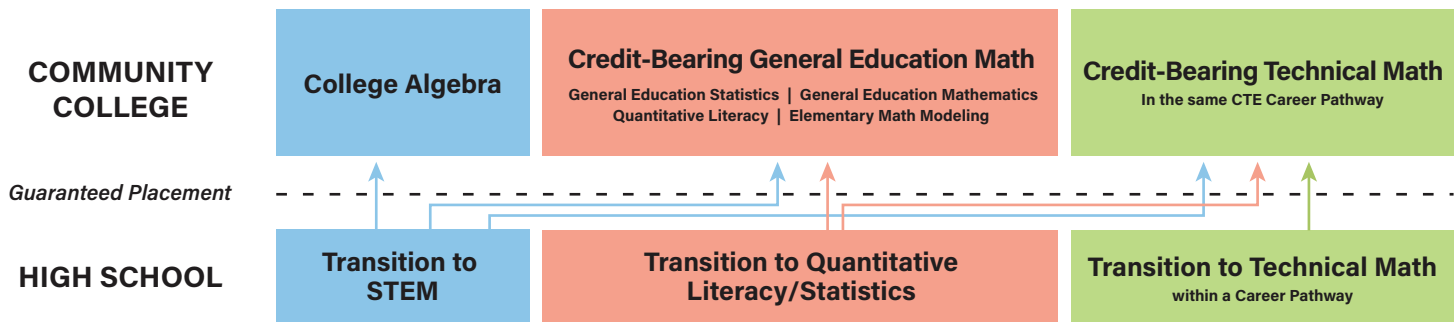 COMMUNITY
COLLEGE
College Algebra
Credit-Bearing General Education Math
General Education Statistics | General Education Mathematics
Quantitative Literacy | Elementary Math Modeling
Credit-Bearing Technical Math
In the same CTE Career Pathway
Guaranteed Placement
HIGH SCHOOL
Transition to
STEM
Transition to Quantitative
Literacy/Statistics
Transition to Technical Math
within a Career Pathway